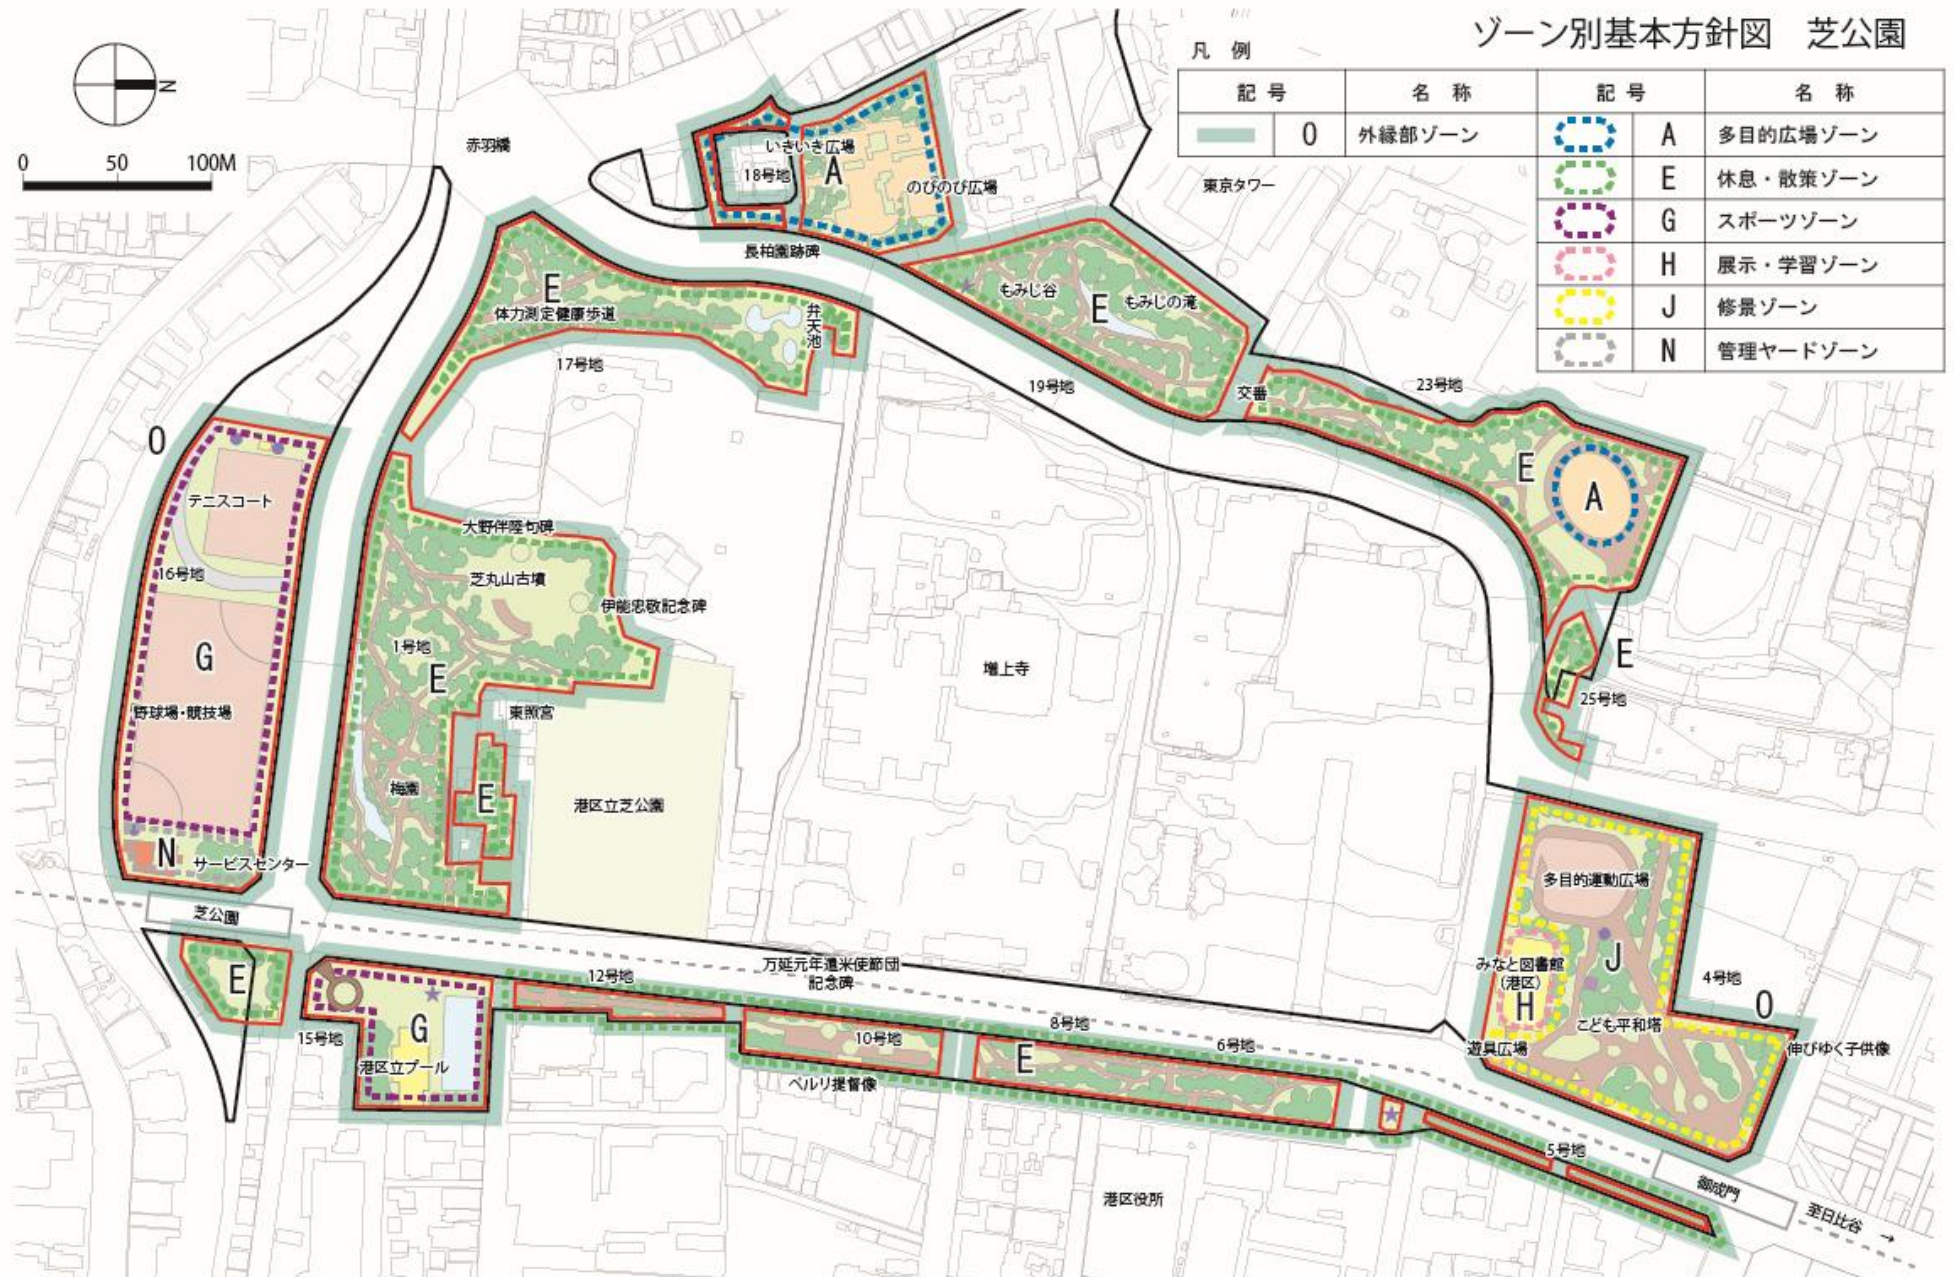 ゾーン別基本方針図 芝公園
凡 例
記 号 名 称 記 号 名 称
O 外縁部ゾーン
A 多目的広場ゾーン
E 休息・散策ゾーン
G スポーツゾーン
H 展示・学習ゾーン
J 修景ゾーン
N 管理ヤードゾーン
N
0 50 100M
赤羽橋
いきいき広場
18号地
A
のびのび広場
東京タワー
長柏園跡碑
もみじ谷
E
もみじの滝
E
体力測定健康歩道
弁天池
17号地
19号地
交番
23号地
O
テニスコート
E
A
大野伴睦句碑
芝丸山古墳
16号地
伊能忠敬記念碑
1号地
E
G
増上寺
E
25号地
野球場・競技場
東照宮
梅園
E
港区立芝公園
N
サービスセンター
多目的運動広場
芝公園
E
12号地
万延元年遣米使節団
記念碑
みなと図書館
(港区)
H
J
4号地
O
15号地
G
港区立プール
10号地
8号地
6号地
E
こども平和塔
遊具広場
伸びゆく子供像
ペルリ提督像
5号地
港区役所
御成門
至日比谷 →